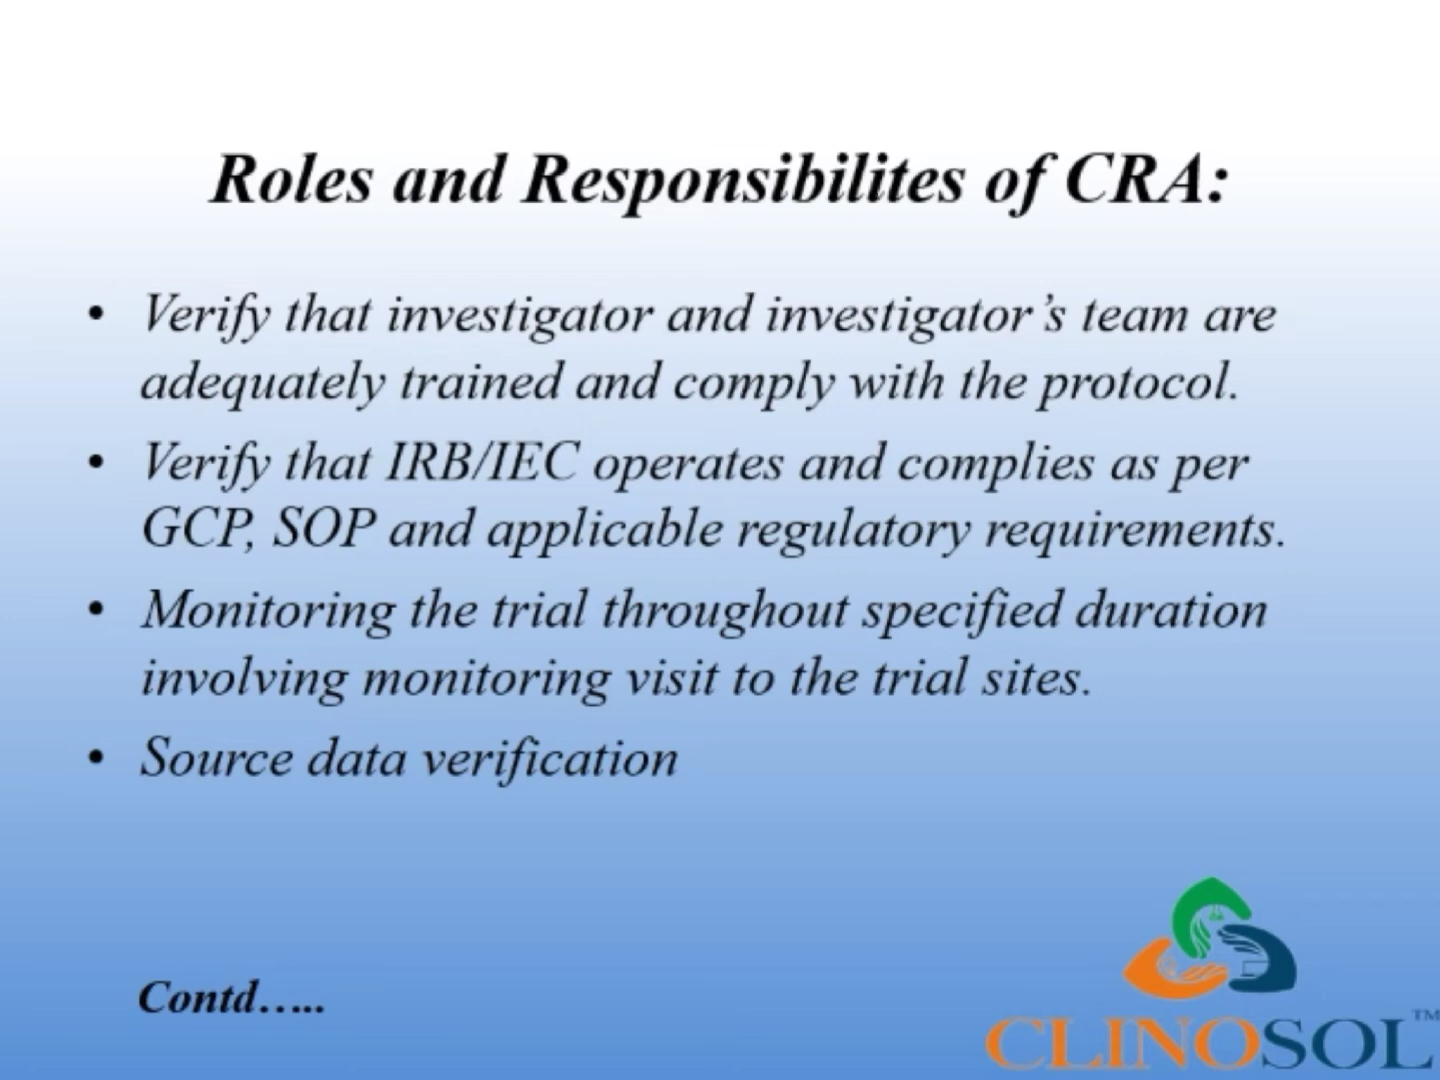 Roles and Responsibilites of CRA:
• Verify that investigator and investigator’s team are
adequately trained and comply with the protocol.
• Verify that IRB/IEC operates and complies as per
GCP, SOP and applicable regulatory requirements.
• Monitoring the trial throughout specified duration
involving monitoring visit to the trial sites.
• Source data verification
Contd…..
CLINOSOL™